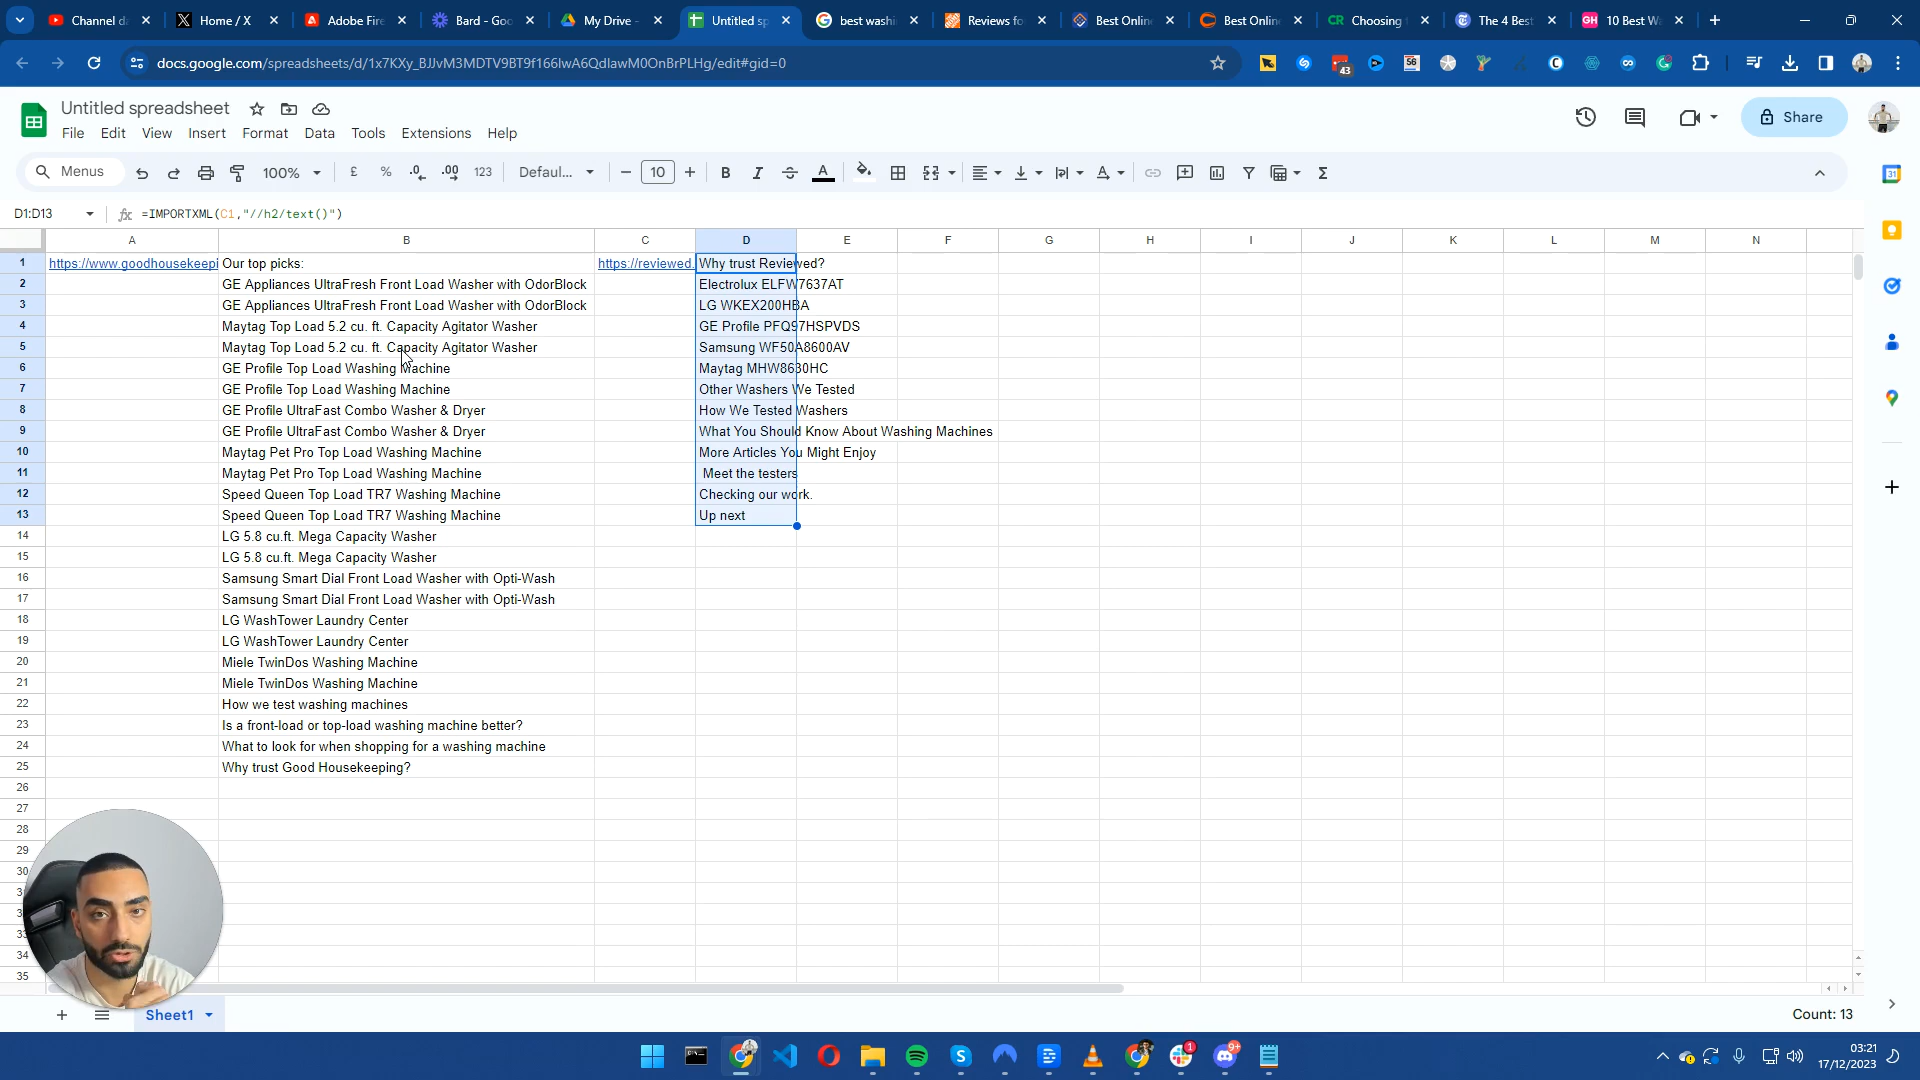 Channel da
Home / X
Adobe Fire
Bard - Goo
My Drive -
Untitled sp
best washi
Reviews fo
Best Online
Best Online
Choosing
The 4 Best
10 Best Wa
docs.google.com/spreadsheets/d/1x7KXy_BJJvM3MDTV9BT9f166lwA6QdlawM0OnBrPLHg/edit#gid=0
43
56
Untitled spreadsheet
File Edit View Insert Format Data Tools Extensions Help
Share
Menus
100%
£ % .0 .00 123
Defaul...
10
B I A
D1:D13
fx =IMPORTXML(C1,"//h2/text()")
A B C D E F G H I J K L M N
1 https://www.goodhousekeepi Our top picks: https://reviewed. Why trust Reviewed?
2 GE Appliances UltraFresh Front Load Washer with OdorBlock Electrolux ELFW7637AT
3 GE Appliances UltraFresh Front Load Washer with OdorBlock LG WKEX200HBA
4 Maytag Top Load 5.2 cu. ft. Capacity Agitator Washer GE Profile PFQ97HSPVDS
5 Maytag Top Load 5.2 cu. ft. Capacity Agitator Washer Samsung WF50A8600AV
6 GE Profile Top Load Washing Machine Maytag MHW8630HC
7 GE Profile Top Load Washing Machine Other Washers We Tested
8 GE Profile UltraFast Combo Washer & Dryer How We Tested Washers
9 GE Profile UltraFast Combo Washer & Dryer What You Should Know About Washing Machines
10 Maytag Pet Pro Top Load Washing Machine More Articles You Might Enjoy
11 Maytag Pet Pro Top Load Washing Machine Meet the testers
12 Speed Queen Top Load TR7 Washing Machine Checking our work.
13 Speed Queen Top Load TR7 Washing Machine Up next
14 LG 5.8 cu.ft. Mega Capacity Washer
15 LG 5.8 cu.ft. Mega Capacity Washer
16 Samsung Smart Dial Front Load Washer with Opti-Wash
17 Samsung Smart Dial Front Load Washer with Opti-Wash
18 LG WashTower Laundry Center
19 LG WashTower Laundry Center
20 Miele TwinDos Washing Machine
21 Miele TwinDos Washing Machine
22 How we test washing machines
23 Is a front-load or top-load washing machine better?
24 What to look for when shopping for a washing machine
25 Why trust Good Housekeeping?
26
27
28
29
30
34
35
Sheet1
Count: 13
03:21
17/12/2023